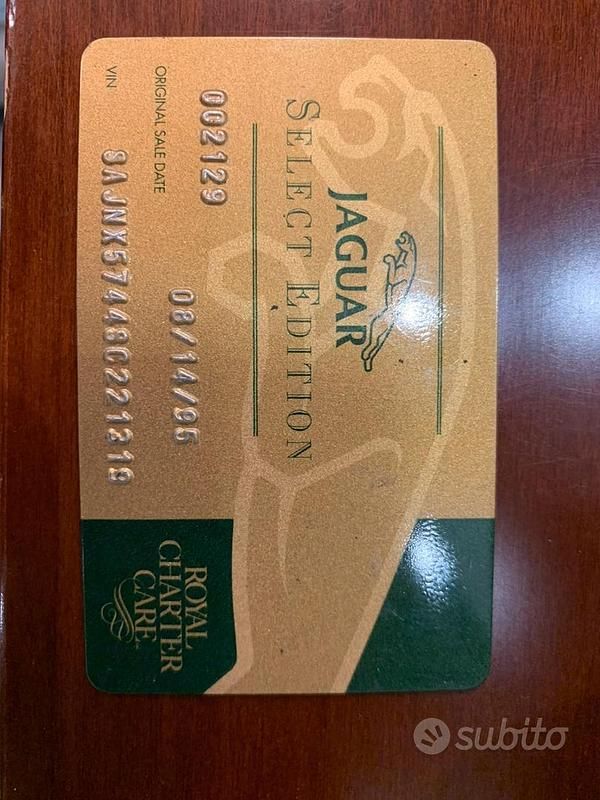 JAGUAR
SELECT EDITION
002129
ORIGINAL SALE DATE 08/14/95
VIN SAJNX5744SC221319
ROYAL
CHARTER
CARE
subito